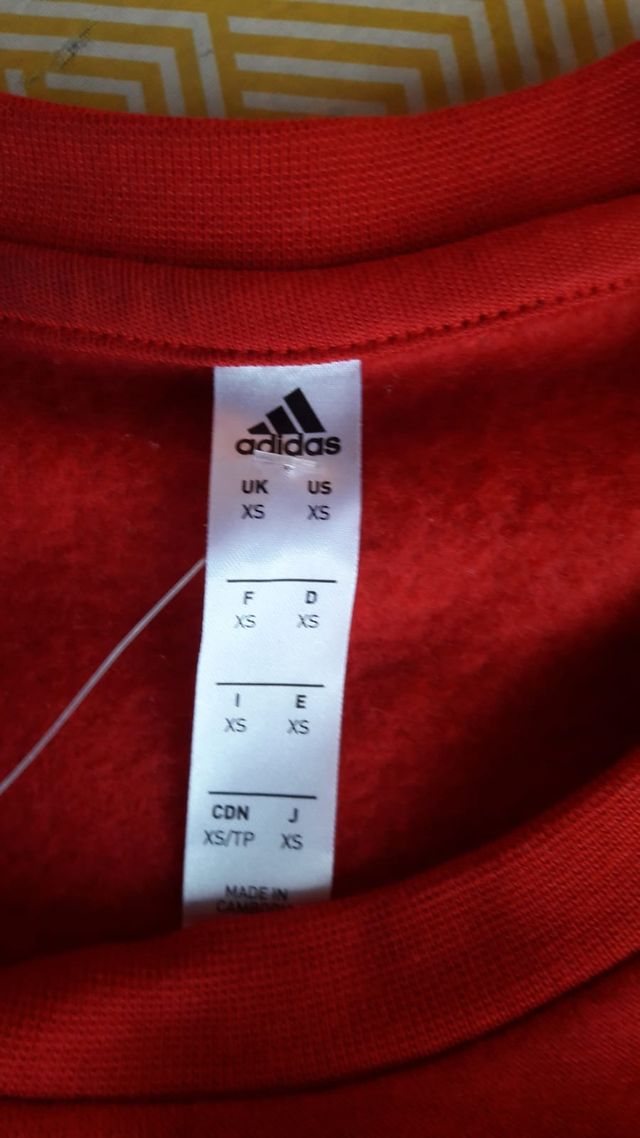 adidas
UK US
XS XS
F D
XS XS
I E
XS XS
CDN J
XS/TP XS
MADE IN